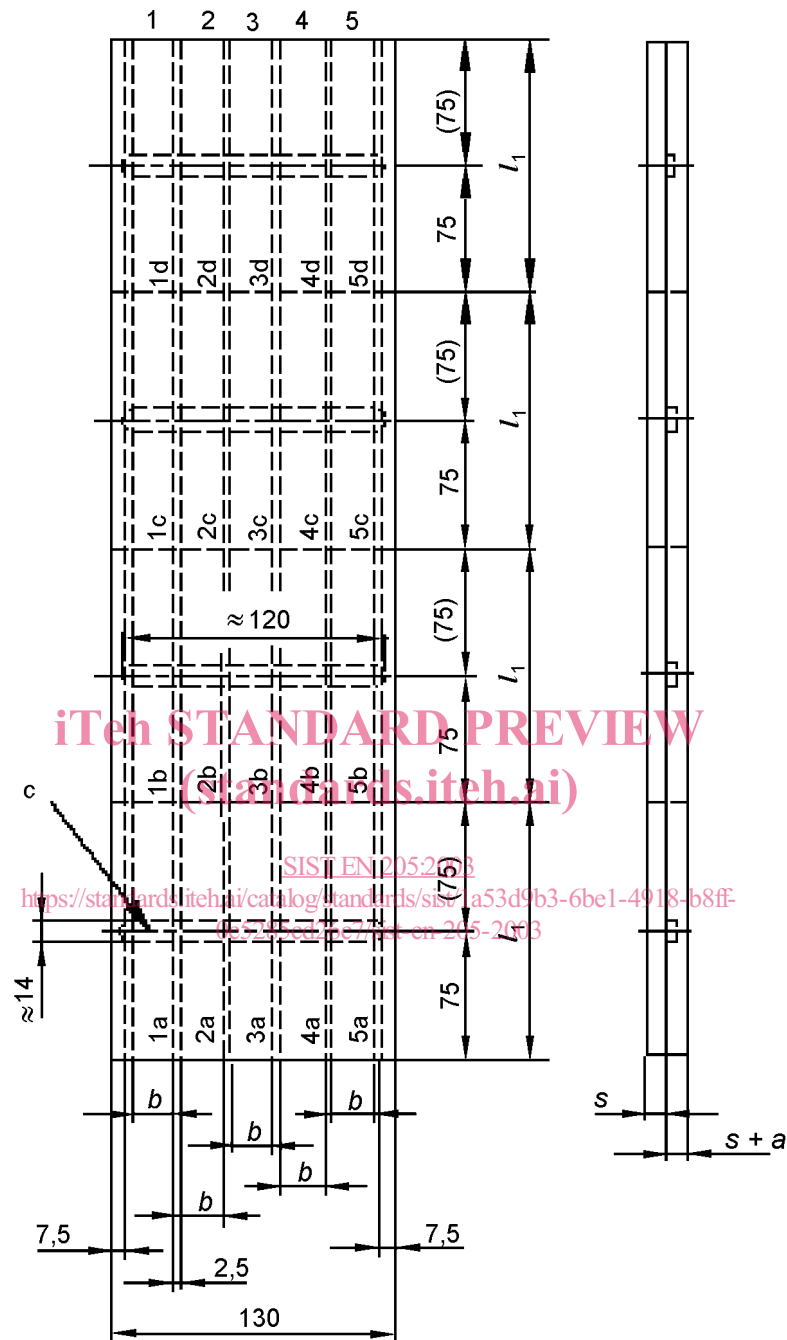 1 2 3 4 5
(75)
l1
75
1d 2d 3d 4d 5d
(75)
l1
75
1c 2c 3c 4c 5c
≈ 120
(75)
l1
iTeh STANDARD PREVIEW
75
1b 2b 3b 4b 5b
(standards.iteh.ai)
c
SIST EN 205:2003
(75)
https://standards.iteh.ai/catalog/standards/sist/1a53d9b3-6be1-4918-b8ff-
0c5285cd2bc7/sist-en-205-2003
l1
≈14
75
1a 2a 3a 4a 5a
b b s
b s + a
b
b
7,5 7,5
2,5
130